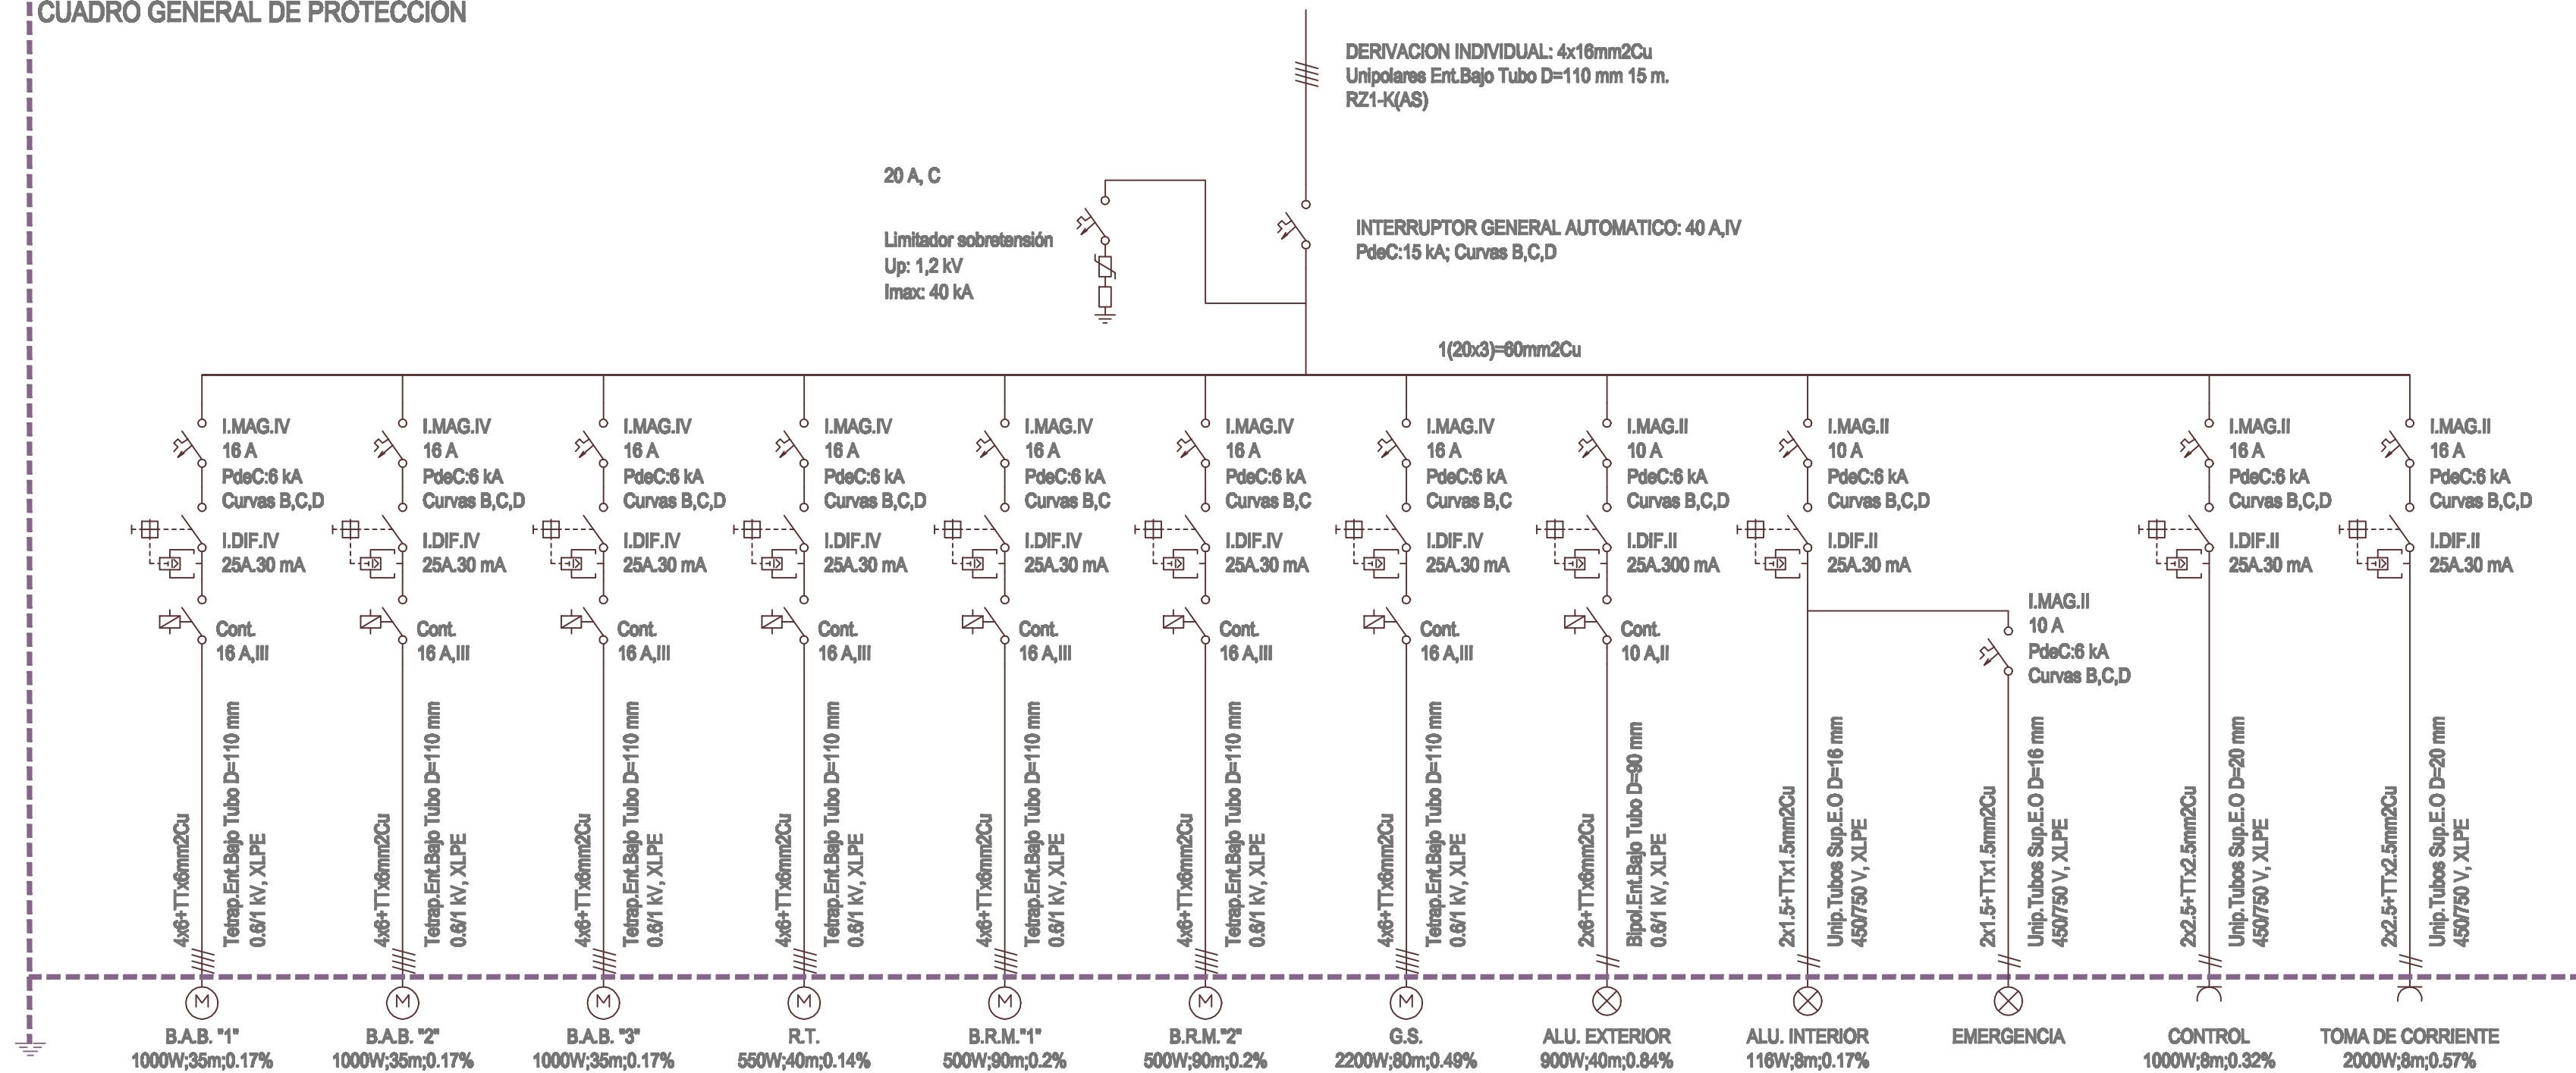 CUADRO GENERAL DE PROTECCION
DERIVACION INDIVIDUAL: 4x16mm2Cu
Unipolares Ent.Bajo Tubo D=110 mm 15 m.
RZ1-K(AS)
20 A, C
Limitador sobretensión
Up: 1,2 kV
Imax: 40 kA
INTERRUPTOR GENERAL AUTOMATICO: 40 A,IV
PdeC:15 kA; Curvas B,C,D
1(20x3)=60mm2Cu
I.MAG.IV
16 A
PdeC:6 kA
Curvas B,C,D
I.DIF.IV
25A.30 mA
Cont.
16 A,III
4x6+TTx6mm2Cu
Tetrap.Ent.Bajo Tubo D=110 mm
0.6/1 kV, XLPE
M
B.A.B. "1"
1000W;35m;0.17%
I.MAG.IV
16 A
PdeC:6 kA
Curvas B,C,D
I.DIF.IV
25A.30 mA
Cont.
16 A,III
4x6+TTx6mm2Cu
Tetrap.Ent.Bajo Tubo D=110 mm
0.6/1 kV, XLPE
M
B.A.B. "2"
1000W;35m;0.17%
I.MAG.IV
16 A
PdeC:6 kA
Curvas B,C,D
I.DIF.IV
25A.30 mA
Cont.
16 A,III
4x6+TTx6mm2Cu
Tetrap.Ent.Bajo Tubo D=110 mm
0.6/1 kV, XLPE
M
B.A.B. "3"
1000W;35m;0.17%
I.MAG.IV
16 A
PdeC:6 kA
Curvas B,C,D
I.DIF.IV
25A.30 mA
Cont.
16 A,III
4x6+TTx6mm2Cu
Tetrap.Ent.Bajo Tubo D=110 mm
0.6/1 kV, XLPE
M
R.T.
550W;40m;0.14%
I.MAG.IV
16 A
PdeC:6 kA
Curvas B,C
I.DIF.IV
25A.30 mA
Cont.
16 A,III
4x6+TTx6mm2Cu
Tetrap.Ent.Bajo Tubo D=110 mm
0.6/1 kV, XLPE
M
B.R.M."1"
500W;90m;0.2%
I.MAG.IV
16 A
PdeC:6 kA
Curvas B,C
I.DIF.IV
25A.30 mA
Cont.
16 A,III
4x6+TTx6mm2Cu
Tetrap.Ent.Bajo Tubo D=110 mm
0.6/1 kV, XLPE
M
B.R.M."2"
500W;90m;0.2%
I.MAG.IV
16 A
PdeC:6 kA
Curvas B,C
I.DIF.IV
25A.30 mA
Cont.
16 A,III
4x6+TTx6mm2Cu
Tetrap.Ent.Bajo Tubo D=110 mm
0.6/1 kV, XLPE
M
G.S.
2200W;80m;0.49%
I.MAG.II
10 A
PdeC:6 kA
Curvas B,C,D
I.DIF.II
25A.300 mA
Cont.
10 A,II
2x6+TTx6mm2Cu
Bipol.Ent.Bajo Tubo D=90 mm
0.6/1 kV, XLPE
ALU. EXTERIOR
900W;40m;0.84%
I.MAG.II
10 A
PdeC:6 kA
Curvas B,C,D
I.DIF.II
25A.30 mA
2x1.5+TTx1.5mm2Cu
Unip.Tubos Sup.E.O D=16 mm
450/750 V, XLPE
ALU. INTERIOR
116W;8m;0.17%
I.MAG.II
10 A
PdeC:6 kA
Curvas B,C,D
2x1.5+TTx1.5mm2Cu
Unip.Tubos Sup.E.O D=16 mm
450/750 V, XLPE
EMERGENCIA
I.MAG.II
16 A
PdeC:6 kA
Curvas B,C,D
I.DIF.II
25A.30 mA
2x2.5+TTx2.5mm2Cu
Unip.Tubos Sup.E.O D=20 mm
450/750 V, XLPE
CONTROL
1000W;8m;0.32%
I.MAG.II
16 A
PdeC:6 kA
Curvas B,C,D
I.DIF.II
25A.30 mA
2x2.5+TTx2.5mm2Cu
Unip.Tubos Sup.E.O D=20 mm
450/750 V, XLPE
TOMA DE CORRIENTE
2000W;8m;0.57%